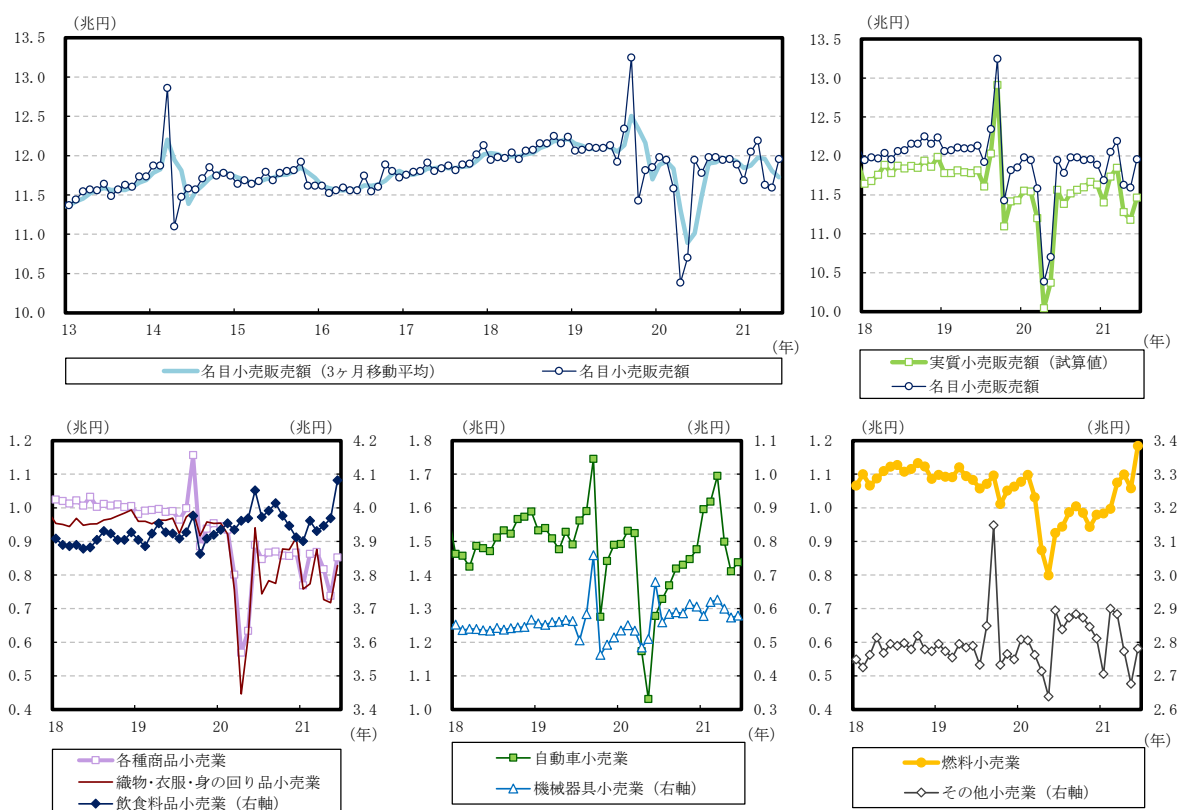 (兆円)
13.5
13.0
12.5
12.0
11.5
11.0
10.5
10.0
13 14 15 16 17 18 19 20 21
(年)
名目小売販売額(3ヶ月移動平均) 名目小売販売額
(兆円)
13.5
13.0
12.5
12.0
11.5
11.0
10.5
10.0
18 19 20 21
(年)
実質小売販売額(試算値)
名目小売販売額
(兆円) (兆円)
1.2 4.2
1.1 4.1
1.0 4.0
0.9 3.9
0.8 3.8
0.7 3.7
0.6 3.6
0.5 3.5
0.4 3.4
18 19 20 21
(年)
各種商品小売業
織物・衣服・身の回り品小売業
飲食料品小売業(右軸)
(兆円) (兆円)
1.8 1.1
1.7 1.0
1.6 0.9
1.5 0.8
1.4 0.7
1.3 0.6
1.2 0.5
1.1 0.4
1.0 0.3
18 19 20 21
(年)
自動車小売業
機械器具小売業(右軸)
(兆円) (兆円)
1.2 3.4
1.1 3.3
1.0 3.2
0.9 3.1
0.8 3.0
0.7 2.9
0.6 2.8
0.5 2.7
0.4 2.6
18 19 20 21
(年)
燃料小売業
その他小売業(右軸)